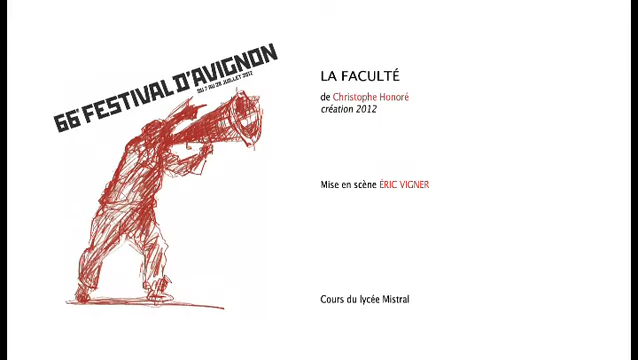 66e FESTIVAL D'AVIGNON
DU 7 AU 28 JUILLET 2012
LA FACULTÉ
de Christophe Honoré
création 2012
Mise en scène ÉRIC VIGNER
Cours du lycée Mistral